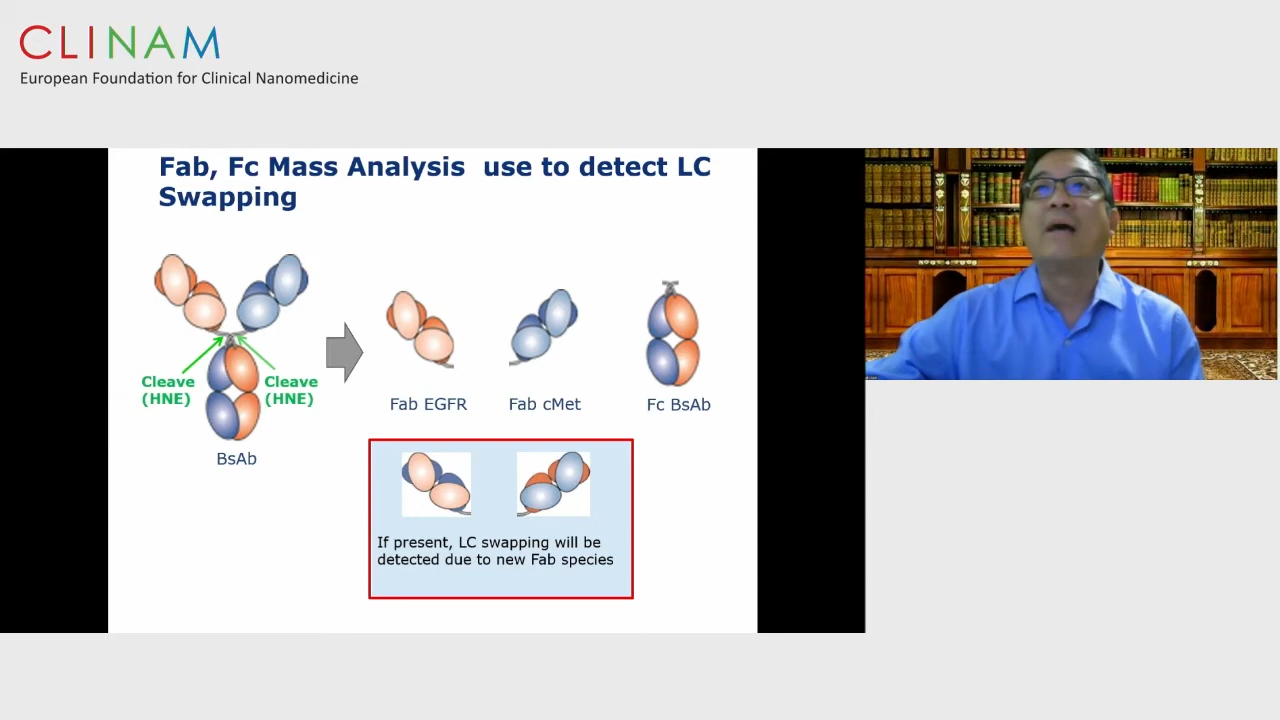 CLINAM
European Foundation for Clinical Nanomedicine
Fab, Fc Mass Analysis use to detect LC
Swapping
Cleave
(HNE)
Cleave
(HNE)
BsAb
Fab EGFR
Fab cMet
Fc BsAb
If present, LC swapping will be
detected due to new Fab species